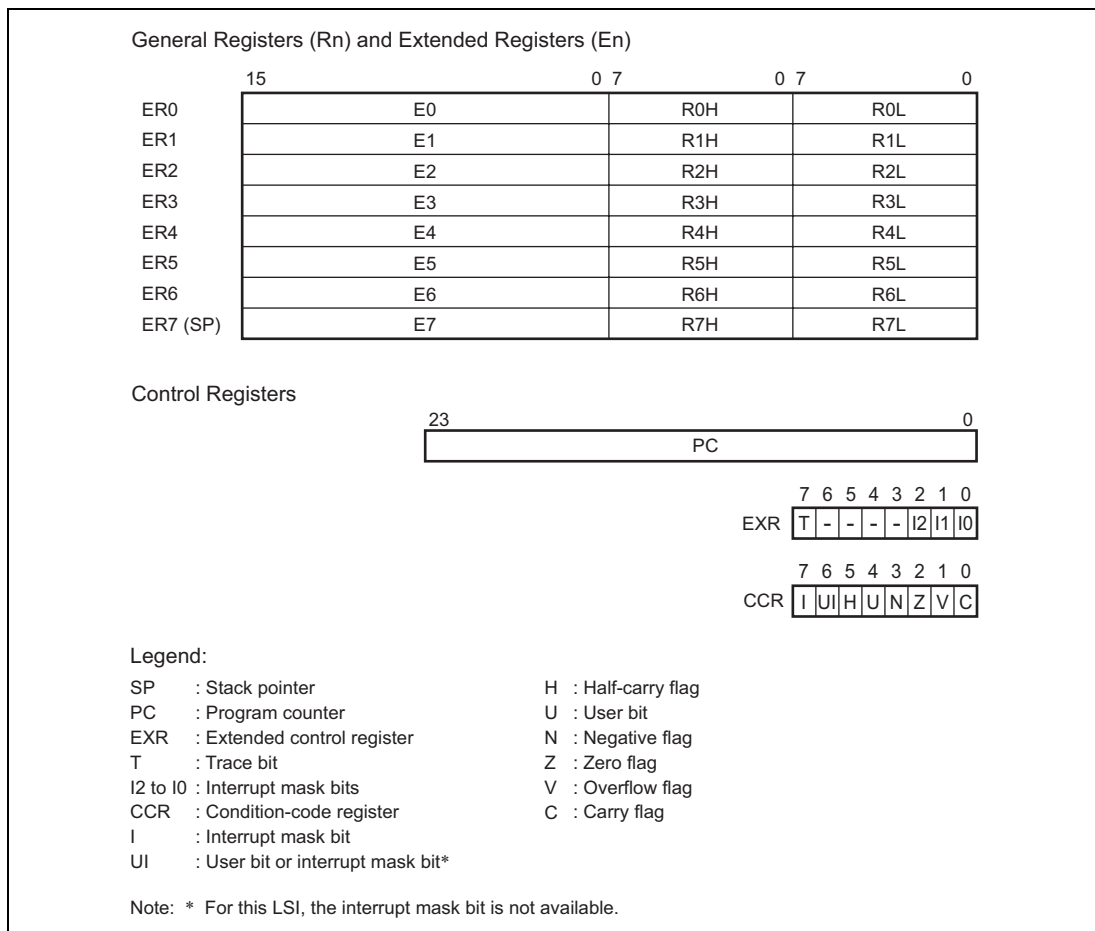 General Registers (Rn) and Extended Registers (En)
15 0 7 0 7 0
ER0 E0 R0H R0L
ER1 E1 R1H R1L
ER2 E2 R2H R2L
ER3 E3 R3H R3L
ER4 E4 R4H R4L
ER5 E5 R5H R5L
ER6 E6 R6H R6L
ER7 (SP) E7 R7H R7L
Control Registers
23 0
PC
7 6 5 4 3 2 1 0
EXR T - - - - I2 I1 I0
7 6 5 4 3 2 1 0
CCR I UI H U N Z V C
Legend:
SP : Stack pointer
PC : Program counter
EXR : Extended control register
T : Trace bit
I2 to I0 : Interrupt mask bits
CCR : Condition-code register
I : Interrupt mask bit
UI : User bit or interrupt mask bit*
H : Half-carry flag
U : User bit
N : Negative flag
Z : Zero flag
V : Overflow flag
C : Carry flag
Note: * For this LSI, the interrupt mask bit is not available.